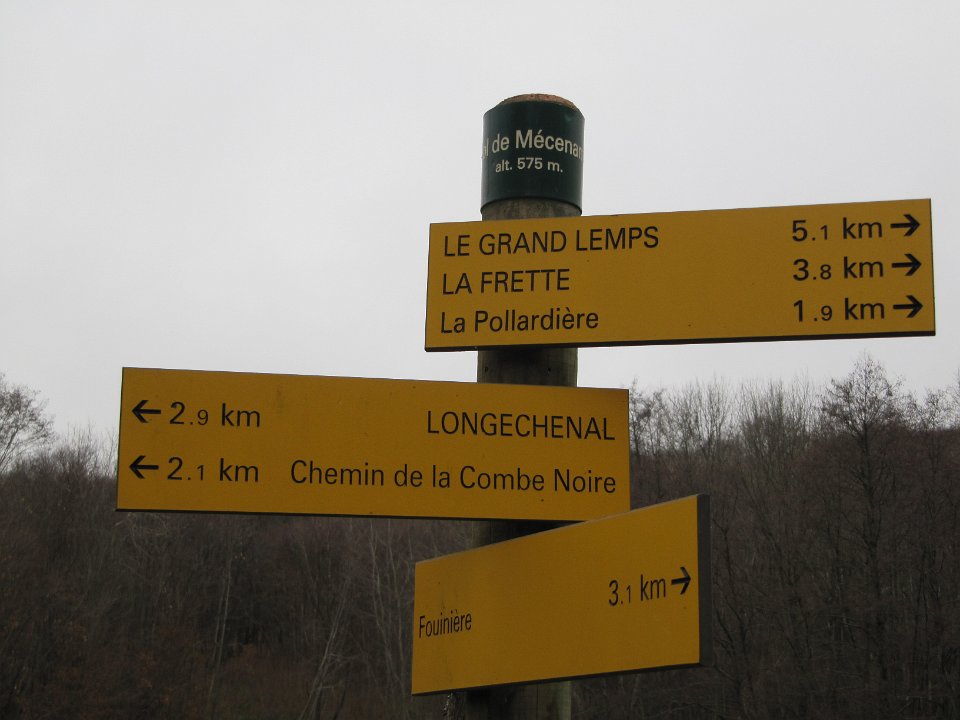 de
alt. 575 m.
LE GRAND LEMPS 5.1 km →
LA FRETTE 3.8 km →
La Pollardière 1.9 km →
← 2.9 km LONGECHENAL
← 2.1 km Chemin de la Combe Noire
Fouinière 3.1 km →